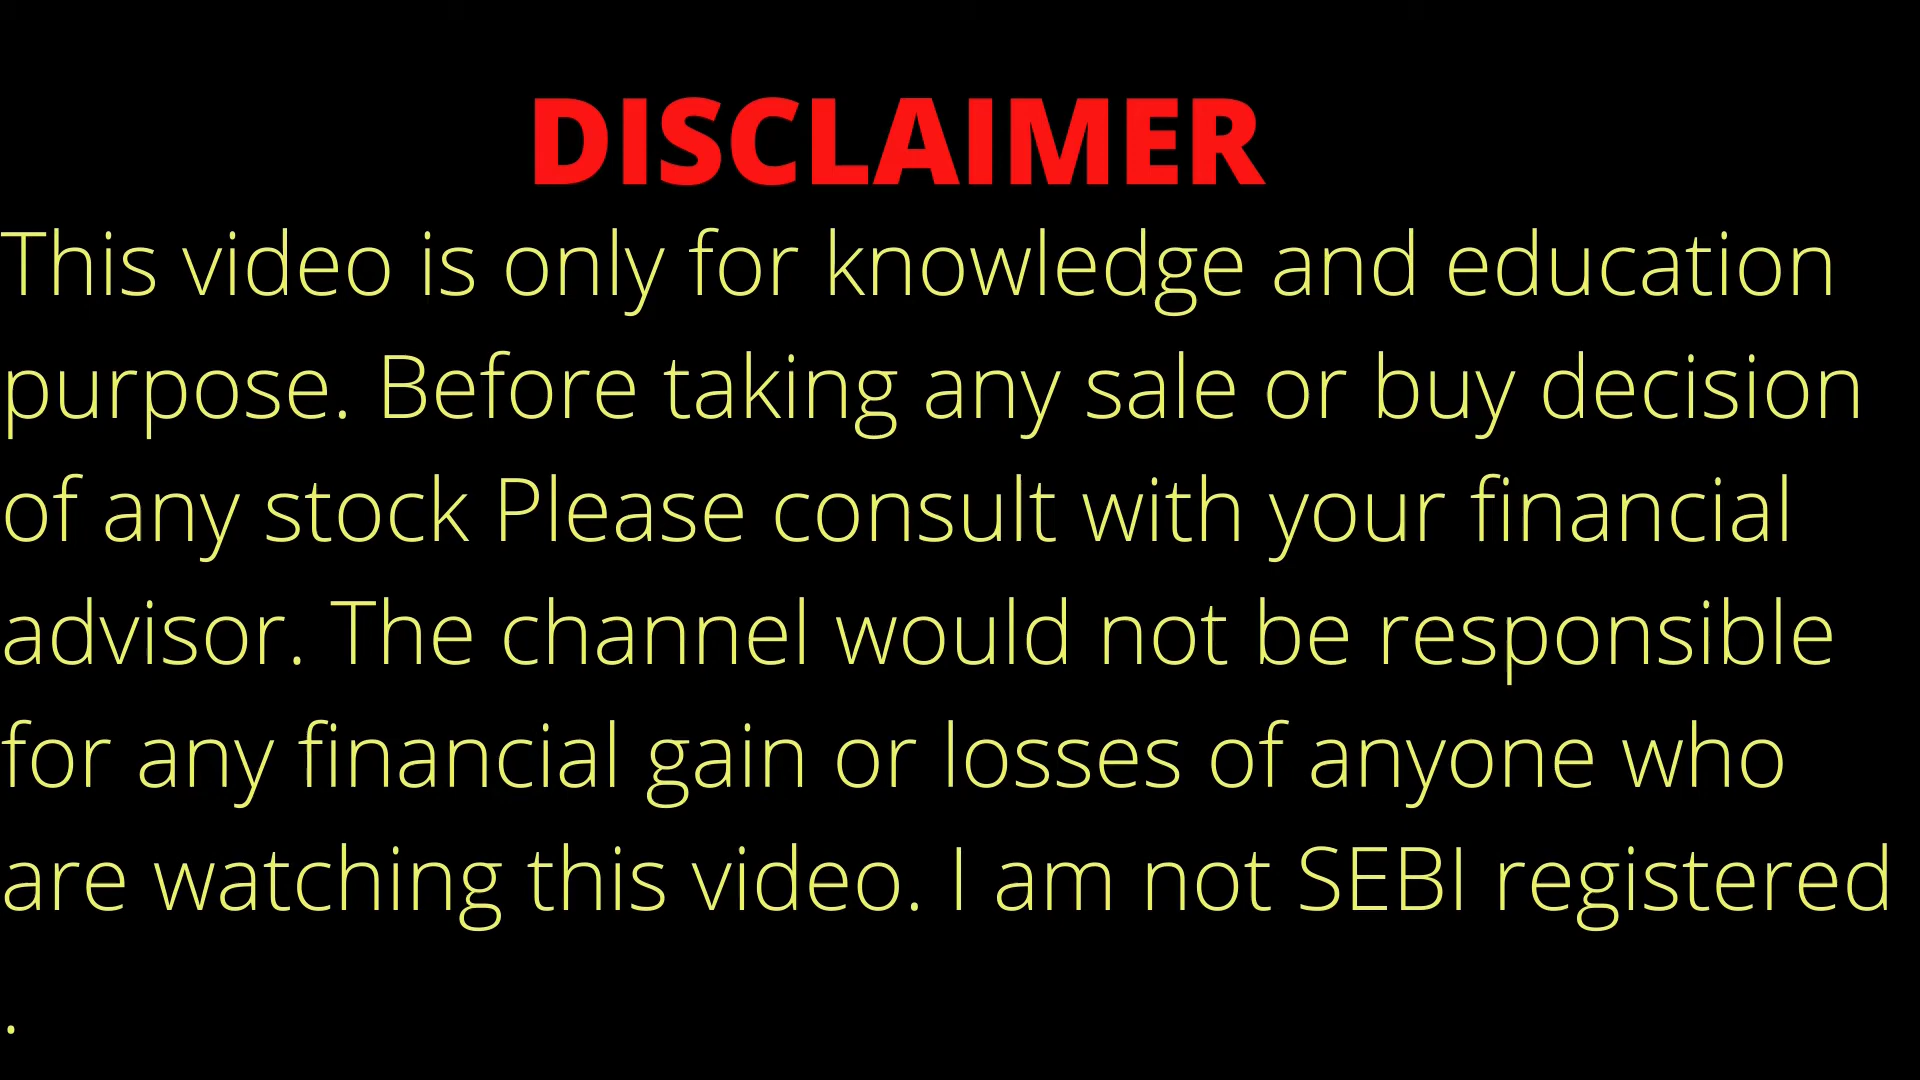 DISCLAIMER
This video is only for knowledge and education
purpose. Before taking any sale or buy decision
of any stock Please consult with your financial
advisor. The channel would not be responsible
for any financial gain or losses of anyone who
are watching this video. I am not SEBI registered
.